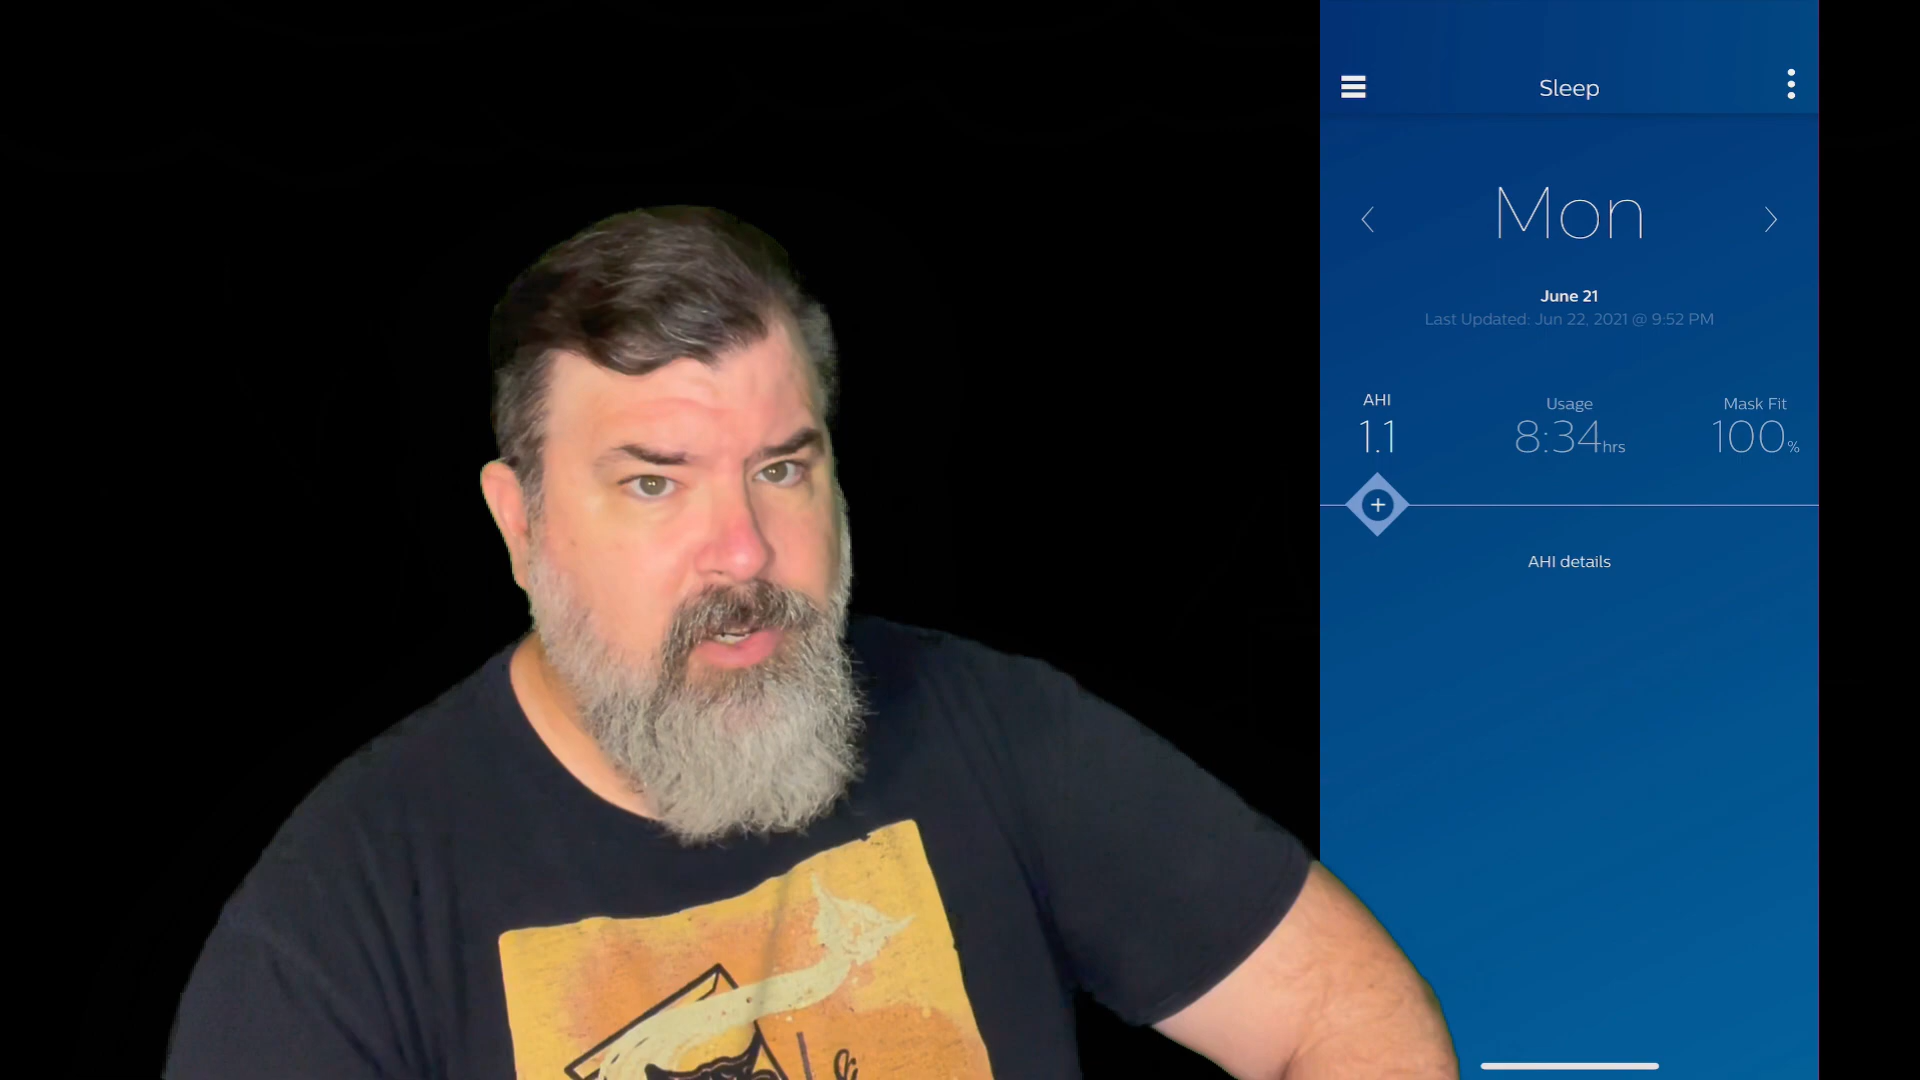 Sleep
Mon
June 21
Last Updated: Jun 22, 2021 @ 9:52 PM
AHI Usage Mask Fit
1.1 8:34hrs 100%
AHI details
&